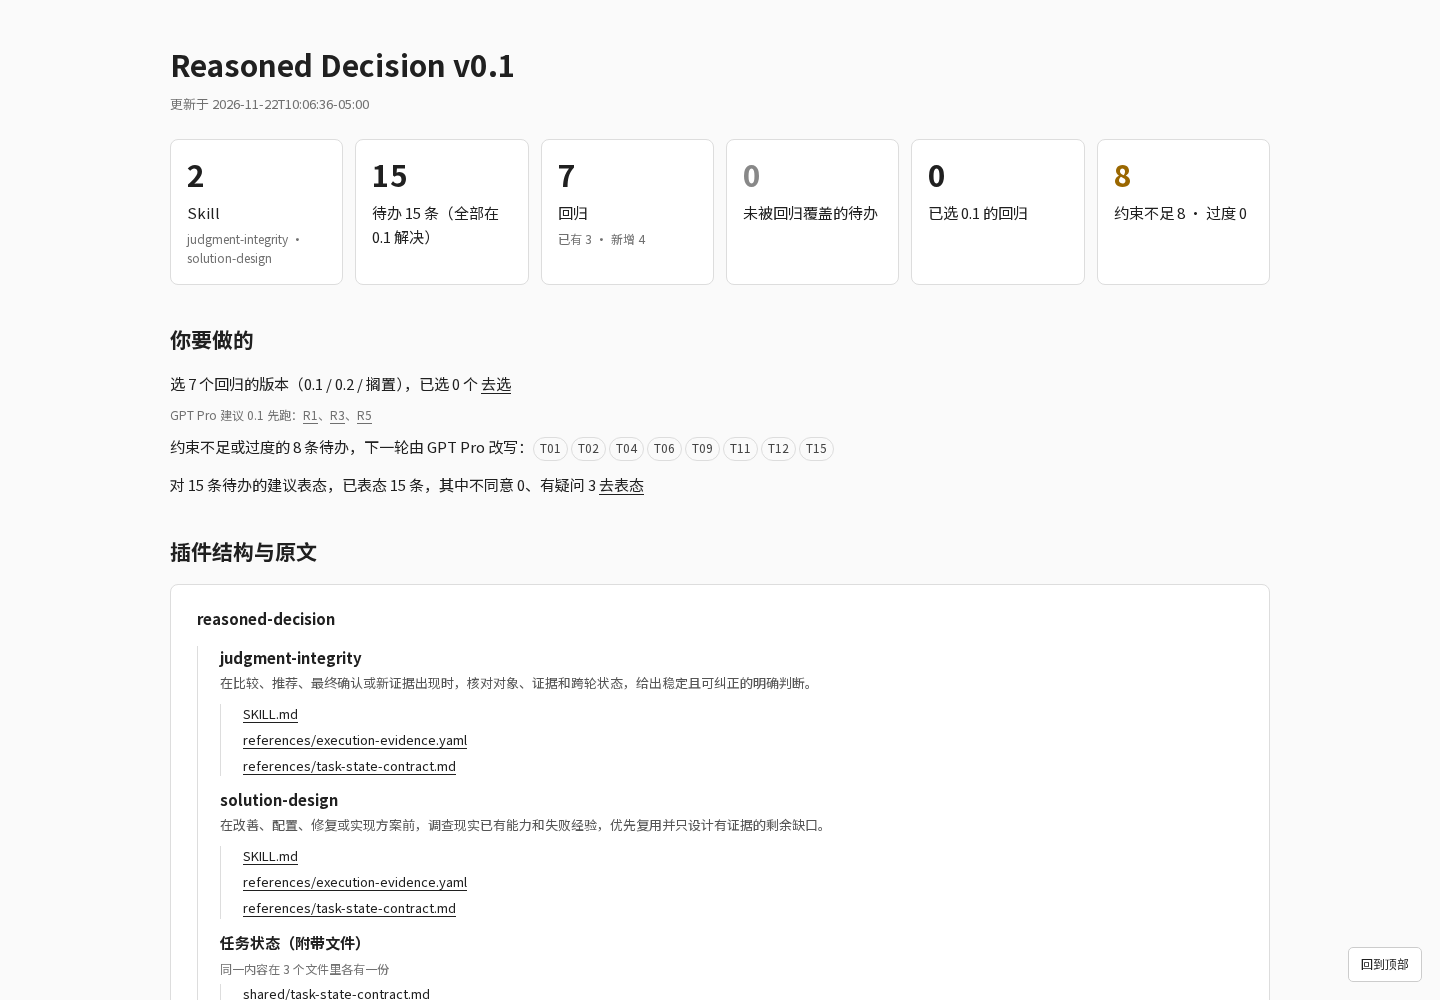 Reasoned Decision v0.1
更新于 2026-11-22T10:06:36-05:00
2
Skill
judgment-integrity ·
solution-design
15
待办 15 条（全部在
0.1 解决）
7
回归
已有 3 · 新增 4
0
未被回归覆盖的待办
0
已选 0.1 的回归
8
约束不足 8 · 过度 0
你要做的
选 7 个回归的版本（0.1 / 0.2 / 搁置），已选 0 个 去选
GPT Pro 建议 0.1 先跑：R1、R3、R5
约束不足或过度的 8 条待办，下一轮由 GPT Pro 改写： T01 T02 T04 T06 T09 T11 T12 T15
对 15 条待办的建议表态，已表态 15 条，其中不同意 0、有疑问 3 去表态
插件结构与原文
reasoned-decision
judgment-integrity
在比较、推荐、最终确认或新证据出现时，核对对象、证据和跨轮状态，给出稳定且可纠正的明确判断。
SKILL.md
references/execution-evidence.yaml
references/task-state-contract.md
solution-design
在改善、配置、修复或实现方案前，调查现实已有能力和失败经验，优先复用并只设计有证据的剩余缺口。
SKILL.md
references/execution-evidence.yaml
references/task-state-contract.md
任务状态（附带文件）
同一内容在 3 个文件里各有一份
shared/task-state-contract.md
回到顶部